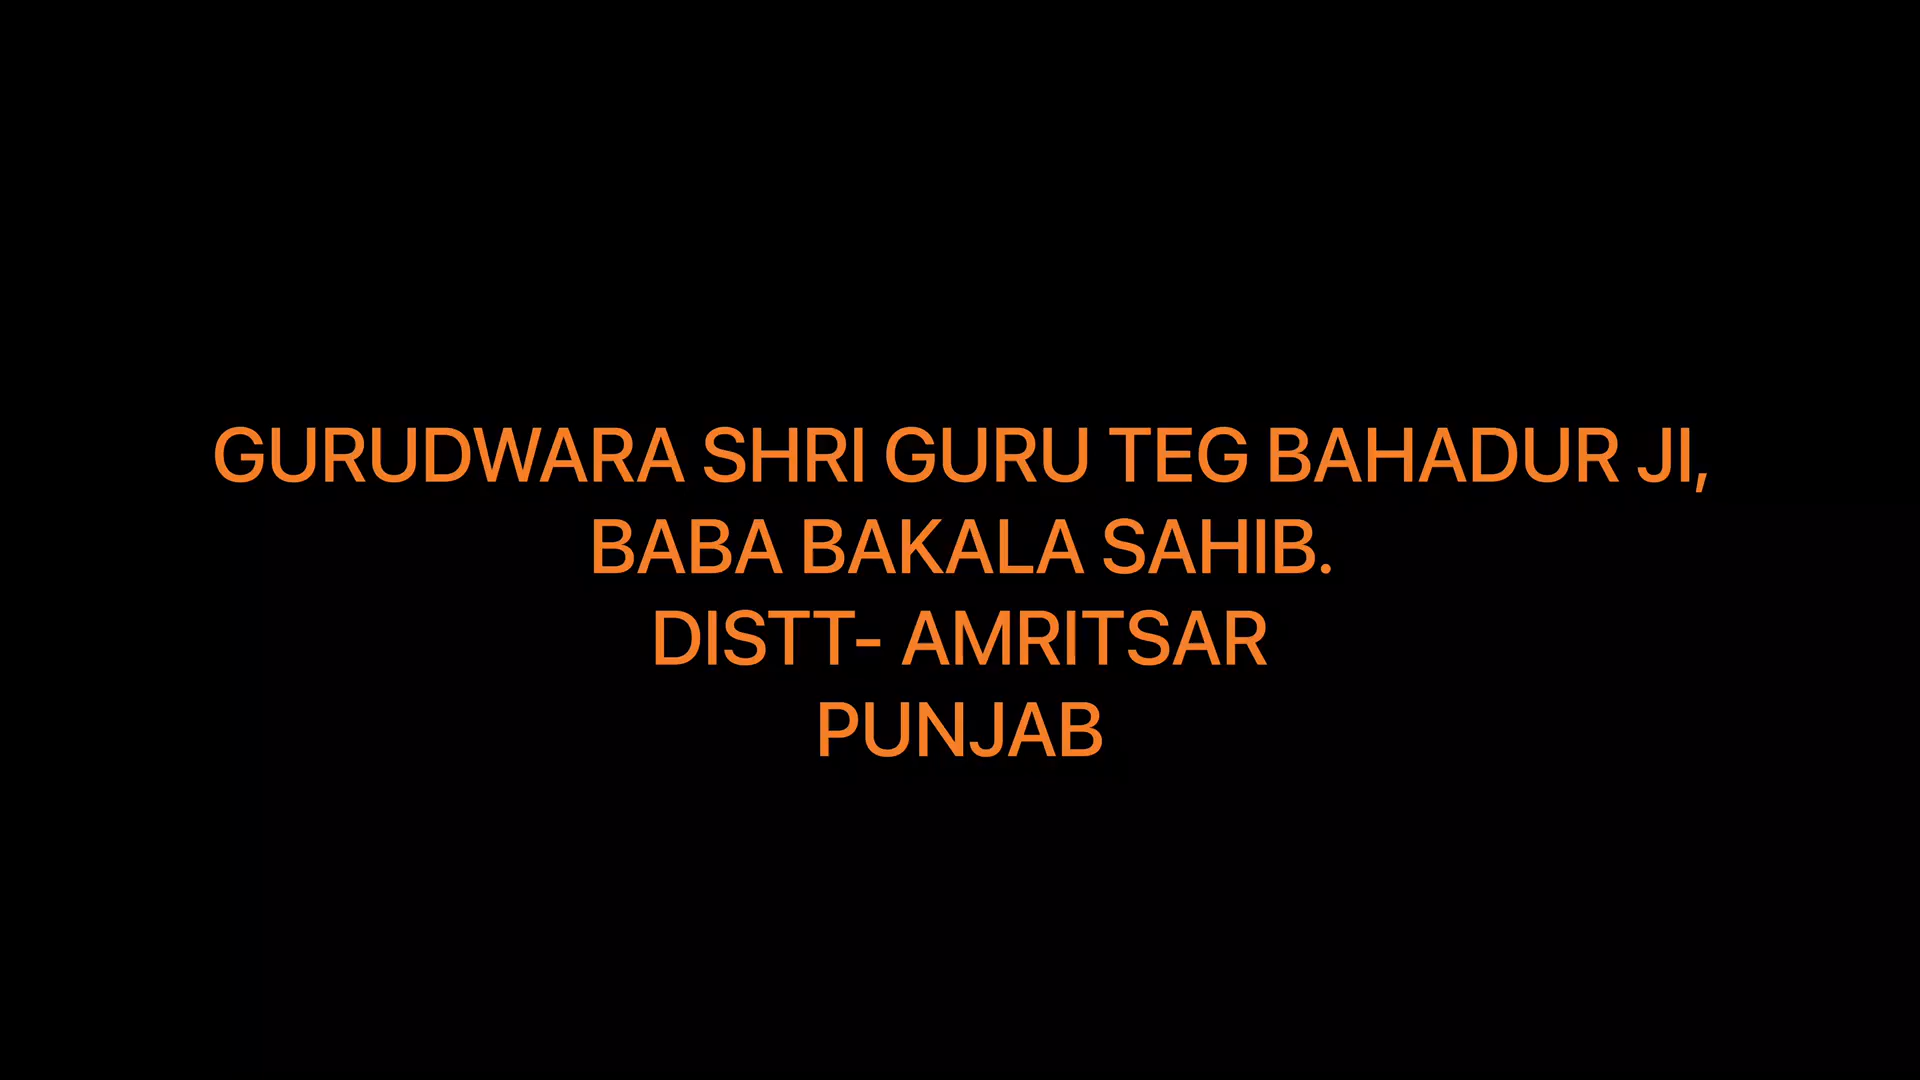 GURUDWARA SHRI GURU TEG BAHADUR JI,
BABA BAKALA SAHIB.
DISTT- AMRITSAR
PUNJAB